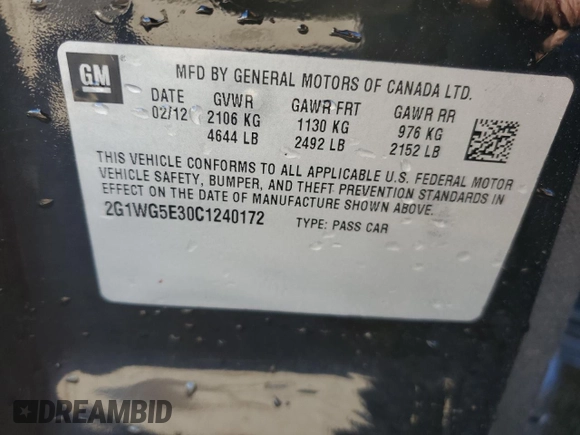 GM
MFD BY GENERAL MOTORS OF CANADA LTD.
DATE GVWR GAWR FRT GAWR RR
02/12 2106 KG 1130 KG 976 KG
4644 LB 2492 LB 2152 LB
THIS VEHICLE CONFORMS TO ALL APPLICABLE U.S. FEDERAL MOTOR
VEHICLE SAFETY, BUMPER, AND THEFT PREVENTION STANDARDS IN
EFFECT ON THE DATE OF MANUFACTURE SHOWN ABOVE.
2G1WG5E30C1240172 TYPE: PASS CAR
DREAMBID